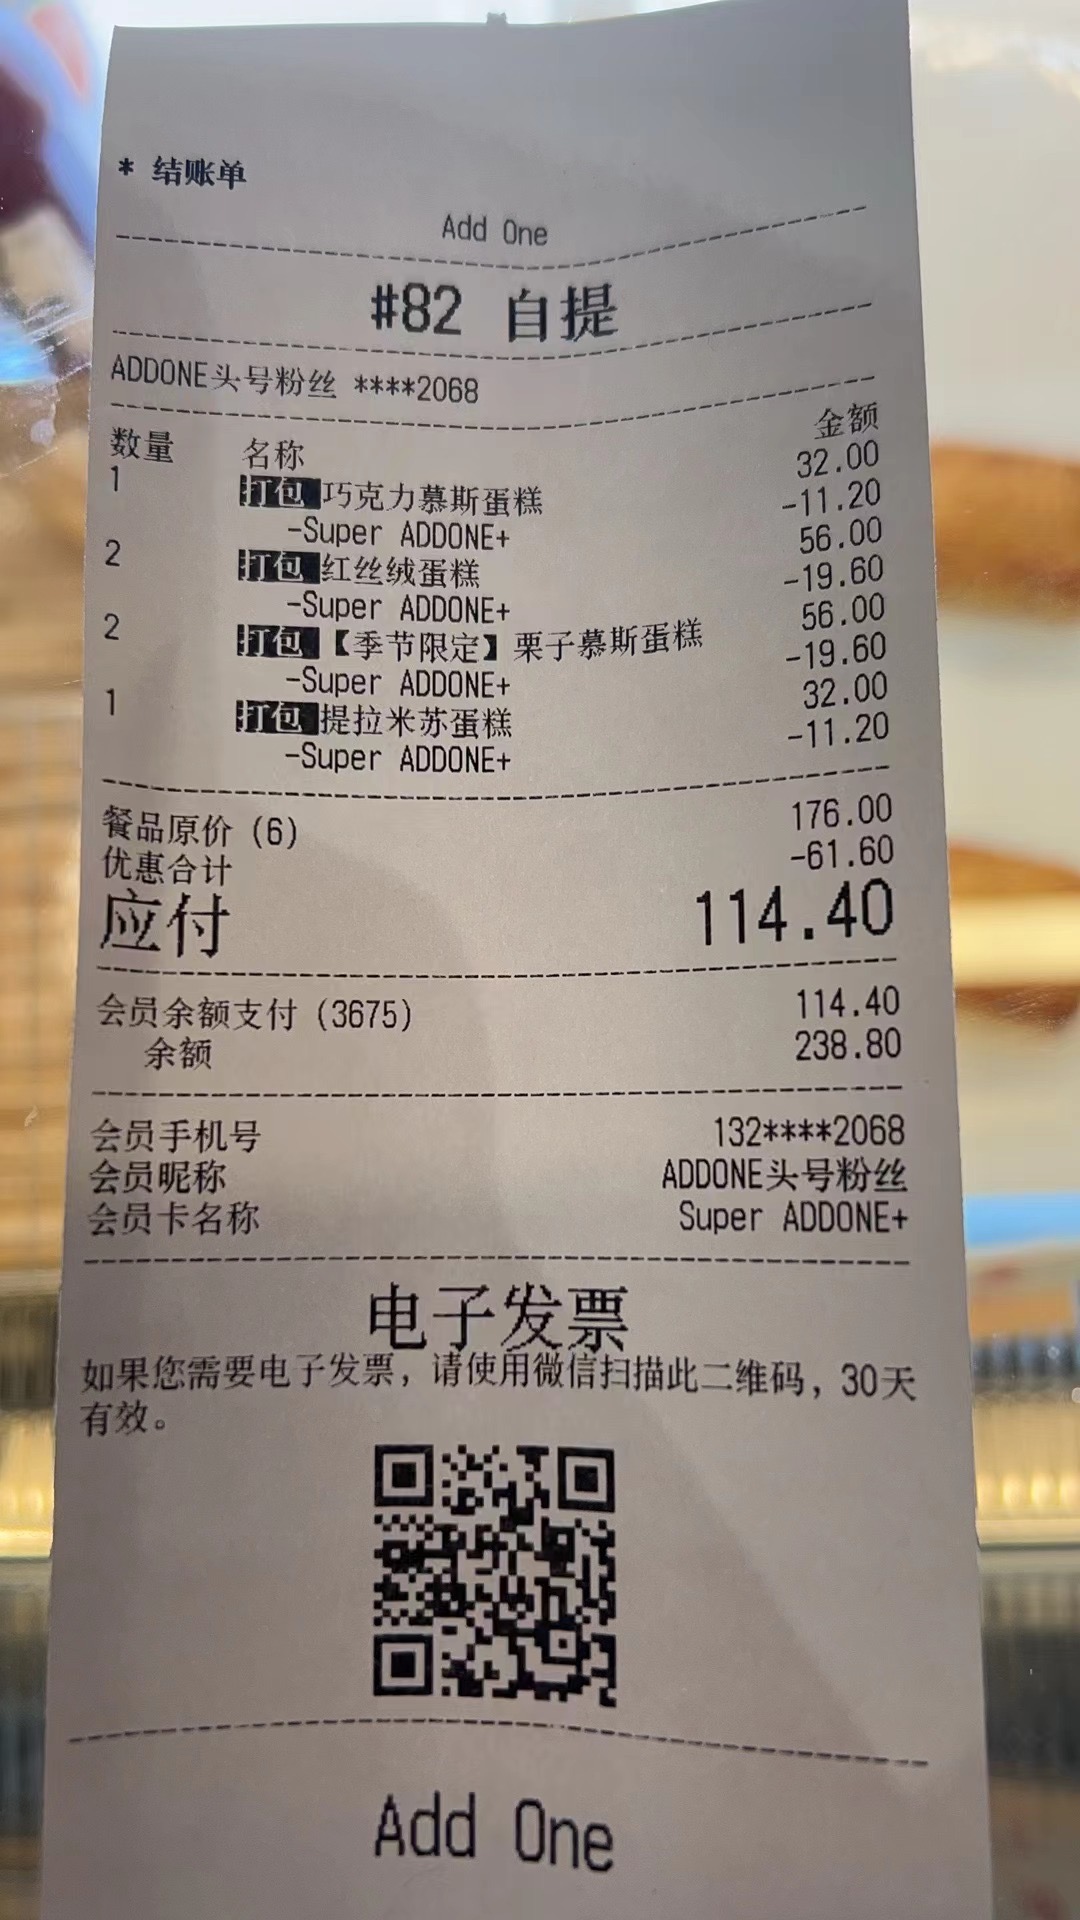 * 结账单
Add One
#82 自提
ADDONE头号粉丝 ****2068
数量 名称 金额
1 打包 巧克力慕斯蛋糕 32.00
-Super ADDONE+ -11.20
2 打包 红丝绒蛋糕 56.00
-Super ADDONE+ -19.60
2 打包 【季节限定】栗子慕斯蛋糕 56.00
-Super ADDONE+ -19.60
1 打包 提拉米苏蛋糕 32.00
-Super ADDONE+ -11.20
餐品原价 (6) 176.00
优惠合计 -61.60
应付 114.40
会员余额支付 (3675) 114.40
余额 238.80
会员手机号 132****2068
会员昵称 ADDONE头号粉丝
会员卡名称 Super ADDONE+
电子发票
如果您需要电子发票，请使用微信扫描此二维码，30天
有效。
Add One